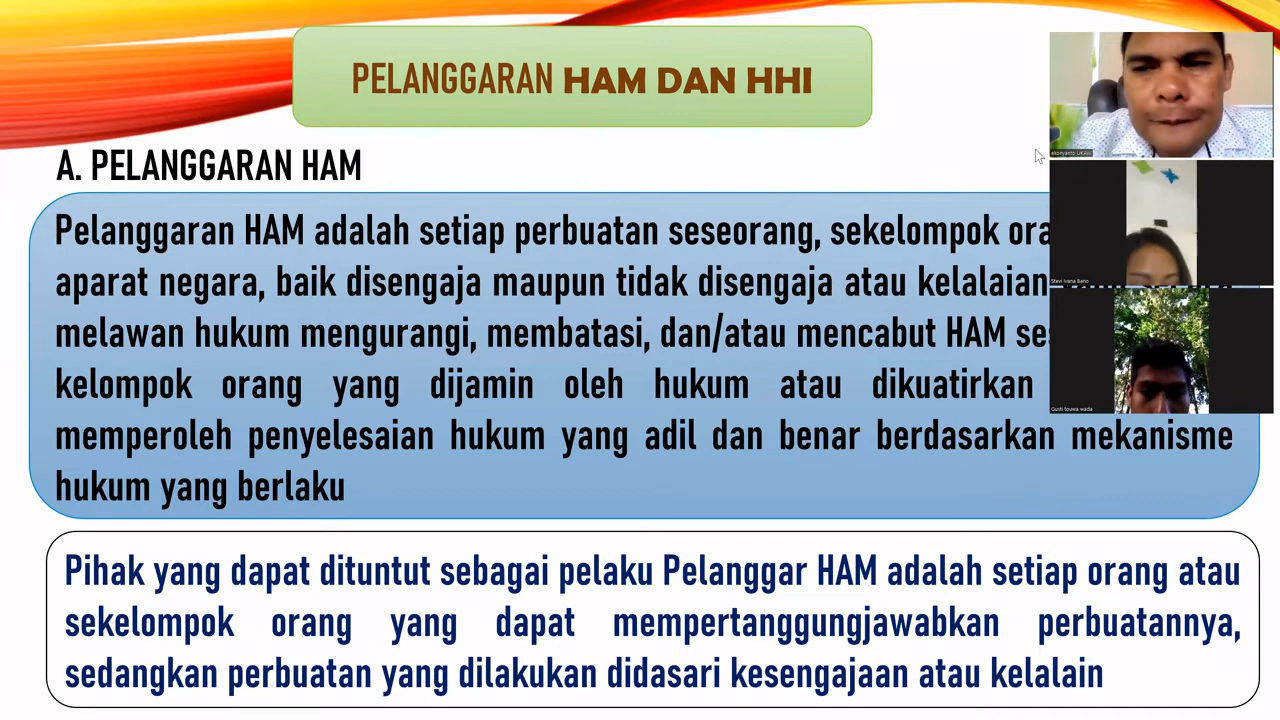 PELANGGARAN HAM DAN HHI
A. PELANGGARAN HAM
Pelanggaran HAM adalah setiap perbuatan seseorang, sekelompok
aparat negara, baik disengaja maupun tidak disengaja atau kelalaian
melawan hukum mengurangi, membatasi, dan/atau mencabut HAM
kelompok orang yang dijamin oleh hukum atau dikuatirkan
memperoleh penyelesaian hukum yang adil dan benar berdasarkan mekanisme
hukum yang berlaku
Pihak yang dapat dituntut sebagai pelaku Pelanggar HAM adalah setiap orang atau
sekelompok orang yang dapat mempertanggungjawabkan perbuatannya,
sedangkan perbuatan yang dilakukan didasari kesengajaan atau kelalain
Stevi Ivana Bano
Gusti touwa wada